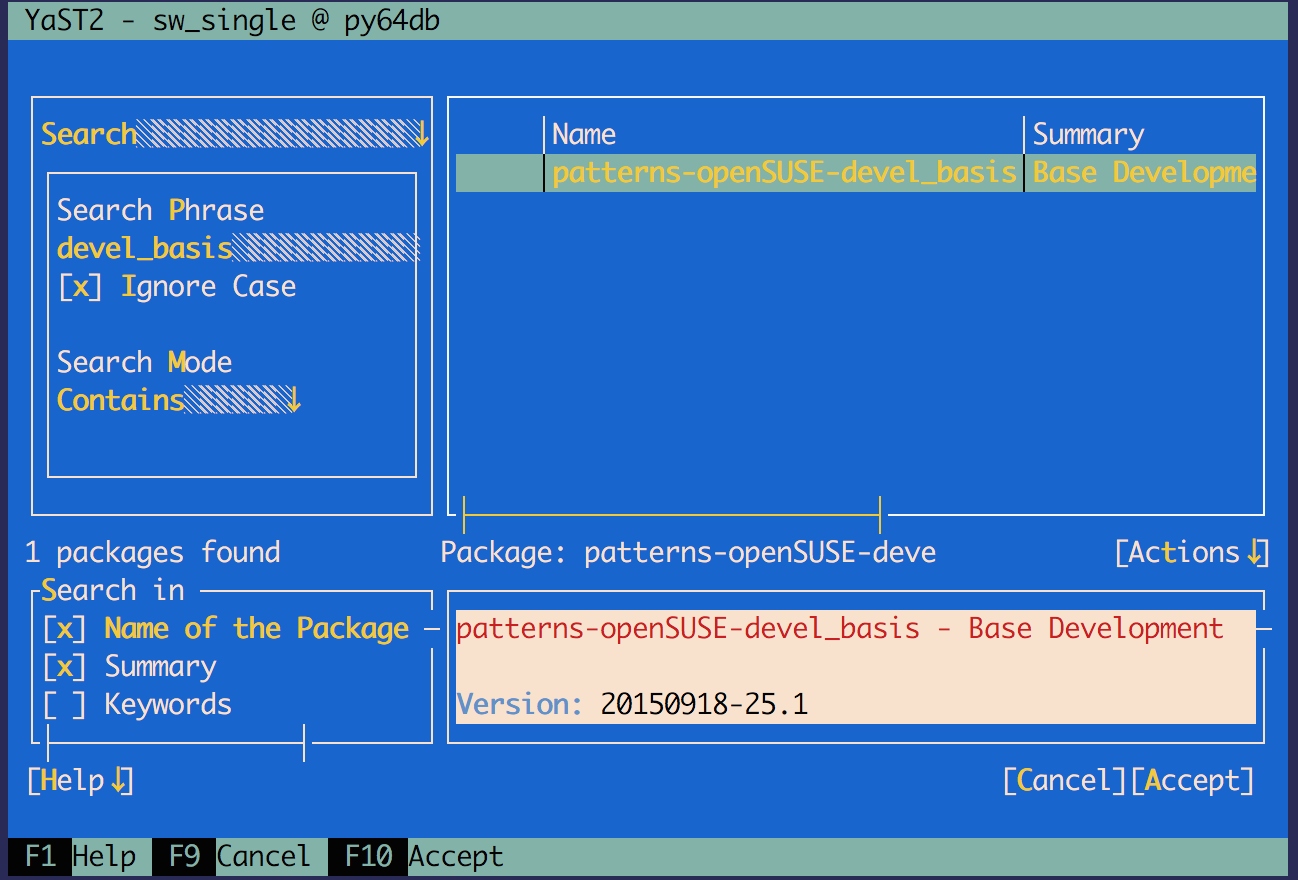 YaST2 - sw_single @ py64db
Search↓
Search Phrase
devel_basis
[x] Ignore Case
Search Mode
Contains↓
Name Summary
patterns-openSUSE-devel_basis Base Developme
1 packages found
Package: patterns-openSUSE-deve
[Actions↓]
Search in
[x] Name of the Package
[x] Summary
[ ] Keywords
patterns-openSUSE-devel_basis - Base Development
Version: 20150918-25.1
[Help↓]
[Cancel][Accept]
F1 Help F9 Cancel F10 Accept